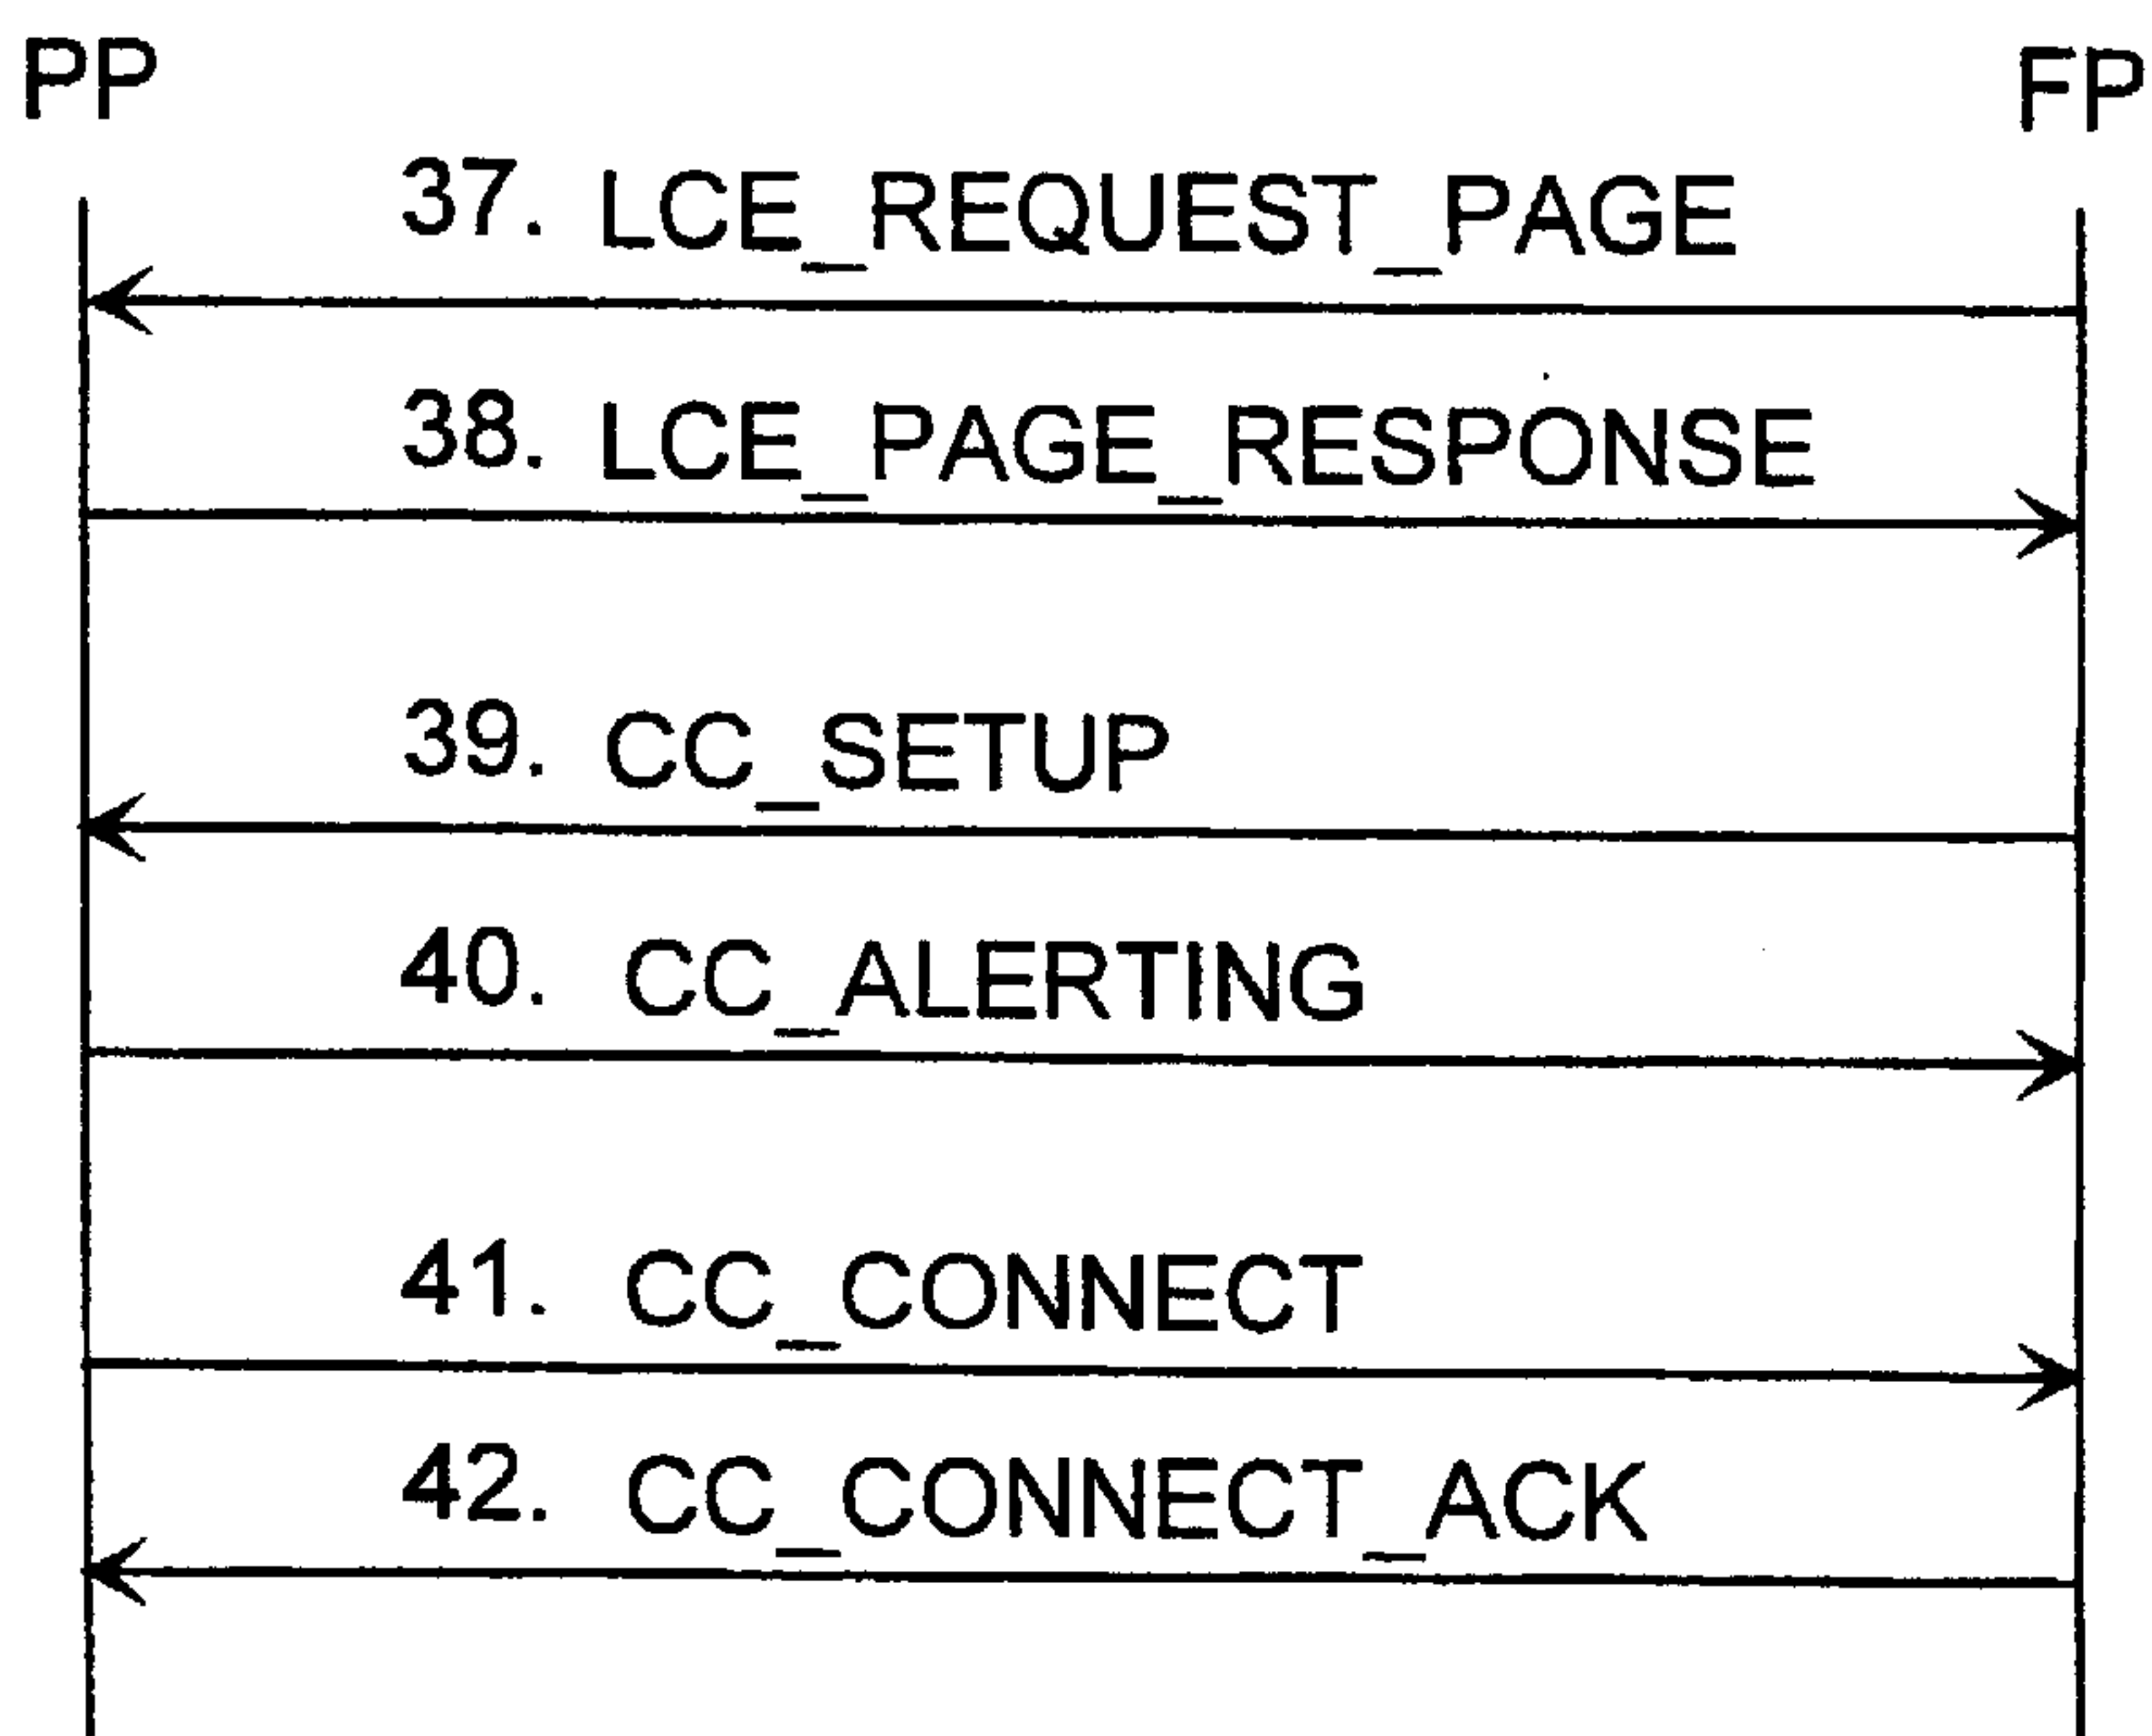 PP FP
37. LCE_REQUEST_PAGE
38. LCE_PAGE_RESPONSE
39. CC_SETUP
40. CC_ALERTING
41. CC_CONNECT
42. CC_CONNECT_ACK